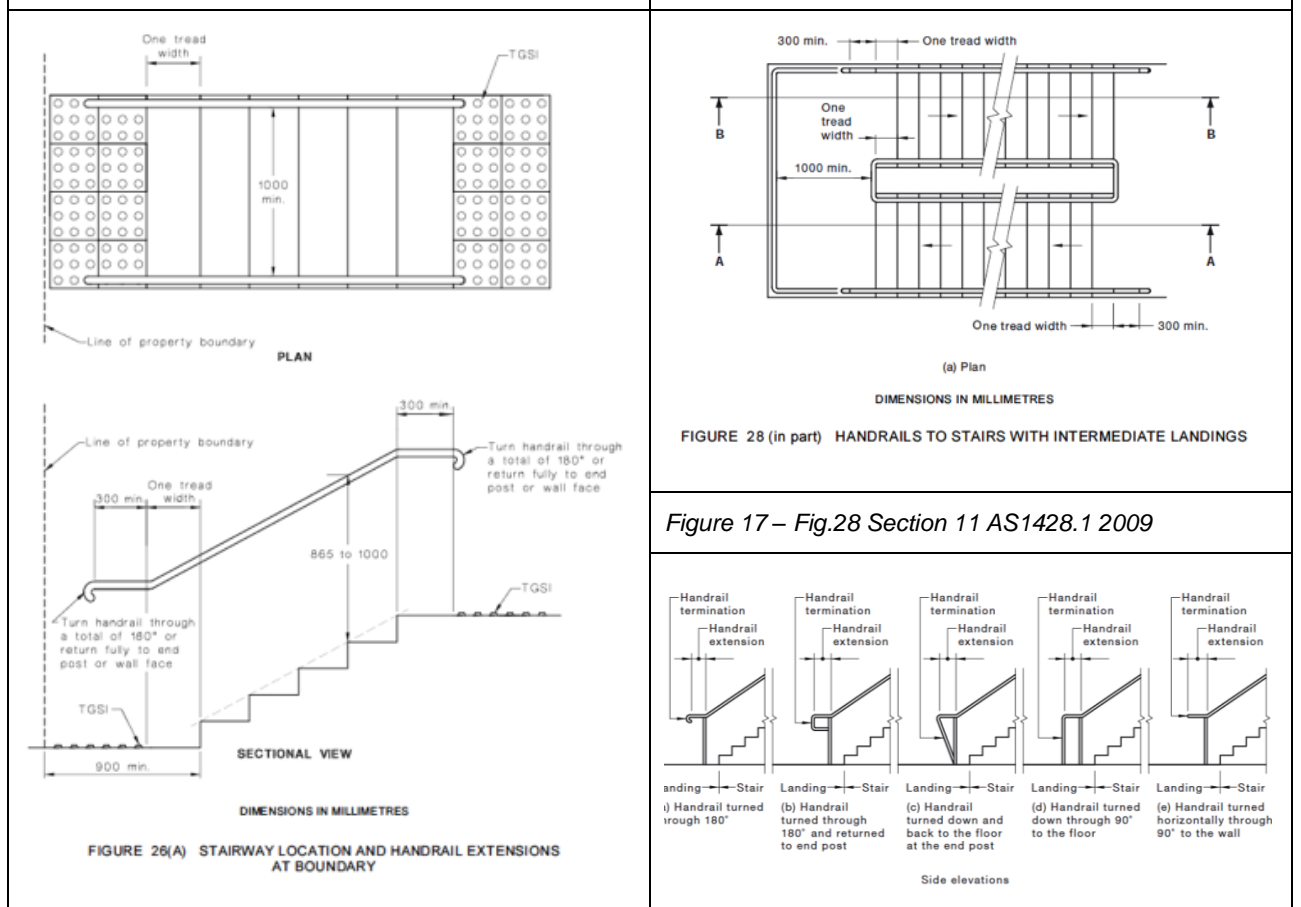 One tread
width
TGSI
1000
min.
Line of property boundary
PLAN
300 min.
Line of property boundary
Turn handrail through
a total of 180° or
return fully to end
post or wall face
One tread
300 min. width
865 to 1000
TGSI
Turn handrail through
a total of 180° or
return fully to end
post or wall face
TGSI
SECTIONAL VIEW
900 min.
DIMENSIONS IN MILLIMETRES
FIGURE 26(A) STAIRWAY LOCATION AND HANDRAIL EXTENSIONS
AT BOUNDARY
300 min.
One tread width
B
B
One
tread
width
1000 min.
A
A
One tread width
300 min.
(a) Plan
DIMENSIONS IN MILLIMETRES
FIGURE 28 (in part) HANDRAILS TO STAIRS WITH INTERMEDIATE LANDINGS
Figure 17 – Fig.28 Section 11 AS1428.1 2009
Handrail
termination
Handrail
extension
anding
Stair
) Handrail turned
hrough 180°
Handrail
termination
Handrail
extension
Landing
Stair
(b) Handrail
turned through
180° and returned
to end post
Handrail
termination
Handrail
extension
Landing
Stair
(c) Handrail
turned down and
back to the floor
at the end post
Handrail
termination
Handrail
extension
Landing
Stair
(d) Handrail turned
down through 90°
to the floor
Handrail
termination
Handrail
extension
Landing
Stair
(e) Handrail turned
horizontally through
90° to the wall
Side elevations